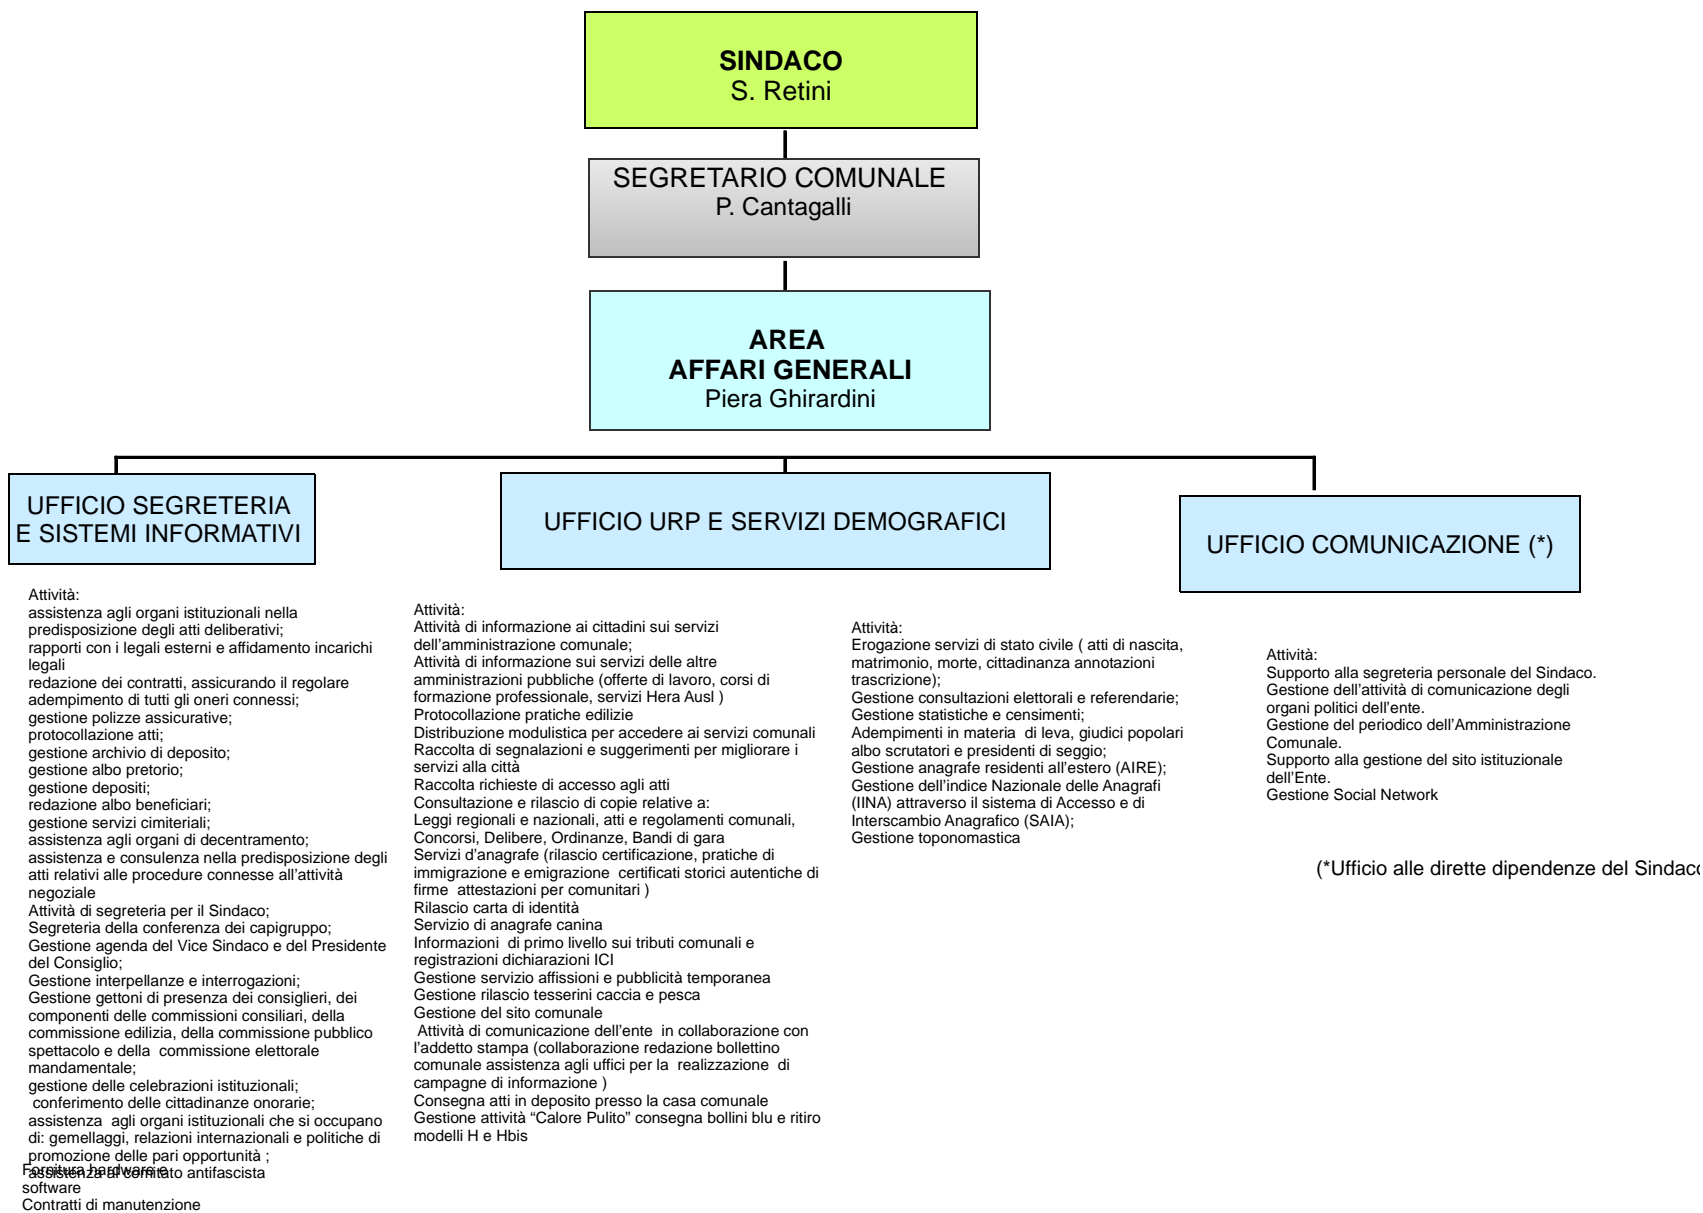 SINDACO
S. Retini
SEGRETARIO COMUNALE
P. Cantagalli
AREA
AFFARI GENERALI
Piera Ghirardini
UFFICIO SEGRETERIA
E SISTEMI INFORMATIVI
UFFICIO URP E SERVIZI DEMOGRAFICI
UFFICIO COMUNICAZIONE (*)
Attività:
assistenza agli organi istituzionali nella
predisposizione degli atti deliberativi;
rapporti con i legali esterni e affidamento incarichi
legali
redazione dei contratti, assicurando il regolare
adempimento di tutti gli oneri connessi;
gestione polizze assicurative;
protocollazione atti;
gestione archivio di deposito;
gestione albo pretorio;
gestione depositi;
redazione albo beneficiari;
gestione servizi cimiteriali;
assistenza agli organi di decentramento;
assistenza e consulenza nella predisposizione degli
atti relativi alle procedure connesse all’attività
negoziale
Attività di segreteria per il Sindaco;
Segreteria della conferenza dei capigruppo;
Gestione agenda del Vice Sindaco e del Presidente
del Consiglio;
Gestione interpellanze e interrogazioni;
Gestione gettoni di presenza dei consiglieri, dei
componenti delle commissioni consiliari, della
commissione edilizia, della commissione pubblico
spettacolo e della commissione elettorale
mandamentale;
gestione delle celebrazioni istituzionali;
conferimento delle cittadinanze onorarie;
assistenza agli organi istituzionali che si occupano
di: gemellaggi, relazioni internazionali e politiche di
promozione delle pari opportunità ;
assistenza al comitato antifascista
Fornitura hardware e
software
Contratti di manutenzione
Attività:
Attività di informazione ai cittadini sui servizi
dell’amministrazione comunale;
Attività di informazione sui servizi delle altre
amministrazioni pubbliche (offerte di lavoro, corsi di
formazione professionale, servizi Hera Ausl )
Protocollazione pratiche edilizie
Distribuzione modulistica per accedere ai servizi comunali
Raccolta di segnalazioni e suggerimenti per migliorare i
servizi alla città
Raccolta richieste di accesso agli atti
Consultazione e rilascio di copie relative a:
Leggi regionali e nazionali, atti e regolamenti comunali,
Concorsi, Delibere, Ordinanze, Bandi di gara
Servizi d’anagrafe (rilascio certificazione, pratiche di
immigrazione e emigrazione certificati storici autentiche di
firme attestazioni per comunitari )
Rilascio carta di identità
Servizio di anagrafe canina
Informazioni di primo livello sui tributi comunali e
registrazioni dichiarazioni ICI
Gestione servizio affissioni e pubblicità temporanea
Gestione rilascio tesserini caccia e pesca
Gestione del sito comunale
Attività di comunicazione dell’ente in collaborazione con
l’addetto stampa (collaborazione redazione bollettino
comunale assistenza agli uffici per la realizzazione di
campagne di informazione )
Consegna atti in deposito presso la casa comunale
Gestione attività “Calore Pulito” consegna bollini blu e ritiro
modelli H e Hbis
Attività:
Erogazione servizi di stato civile ( atti di nascita,
matrimonio, morte, cittadinanza annotazioni
trascrizione);
Gestione consultazioni elettorali e referendarie;
Gestione statistiche e censimenti;
Adempimenti in materia di leva, giudici popolari
albo scrutatori e presidenti di seggio;
Gestione anagrafe residenti all’estero (AIRE);
Gestione dell’indice Nazionale delle Anagrafi
(IINA) attraverso il sistema di Accesso e di
Interscambio Anagrafico (SAIA);
Gestione toponomastica
Attività:
Supporto alla segreteria personale del Sindaco.
Gestione dell’attività di comunicazione degli
organi politici dell’ente.
Gestione del periodico dell’Amministrazione
Comunale.
Supporto alla gestione del sito istituzionale
dell’Ente.
Gestione Social Network
(*Ufficio alle dirette dipendenze del Sindaco